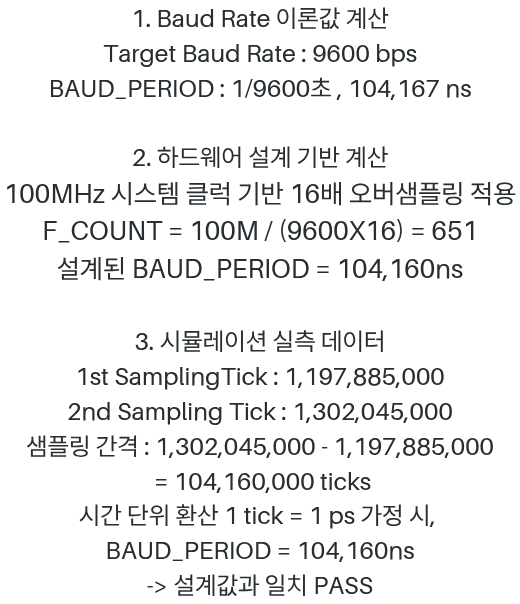 1. Baud Rate 이론값 계산
Target Baud Rate : 9600 bps
BAUD_PERIOD : 1/9600초 , 104,167 ns
2. 하드웨어 설계 기반 계산
100MHz 시스템 클럭 기반 16배 오버샘플링 적용
F_COUNT = 100M / (9600X16) = 651
설계된 BAUD_PERIOD = 104,160ns
3. 시뮬레이션 실측 데이터
1st SamplingTick : 1,197,885,000
2nd Sampling Tick : 1,302,045,000
샘플링 간격 : 1,302,045,000 - 1,197,885,000
= 104,160,000 ticks
시간 단위 환산 1 tick = 1 ps 가정 시,
BAUD_PERIOD = 104,160ns
-> 설계값과 일치 PASS